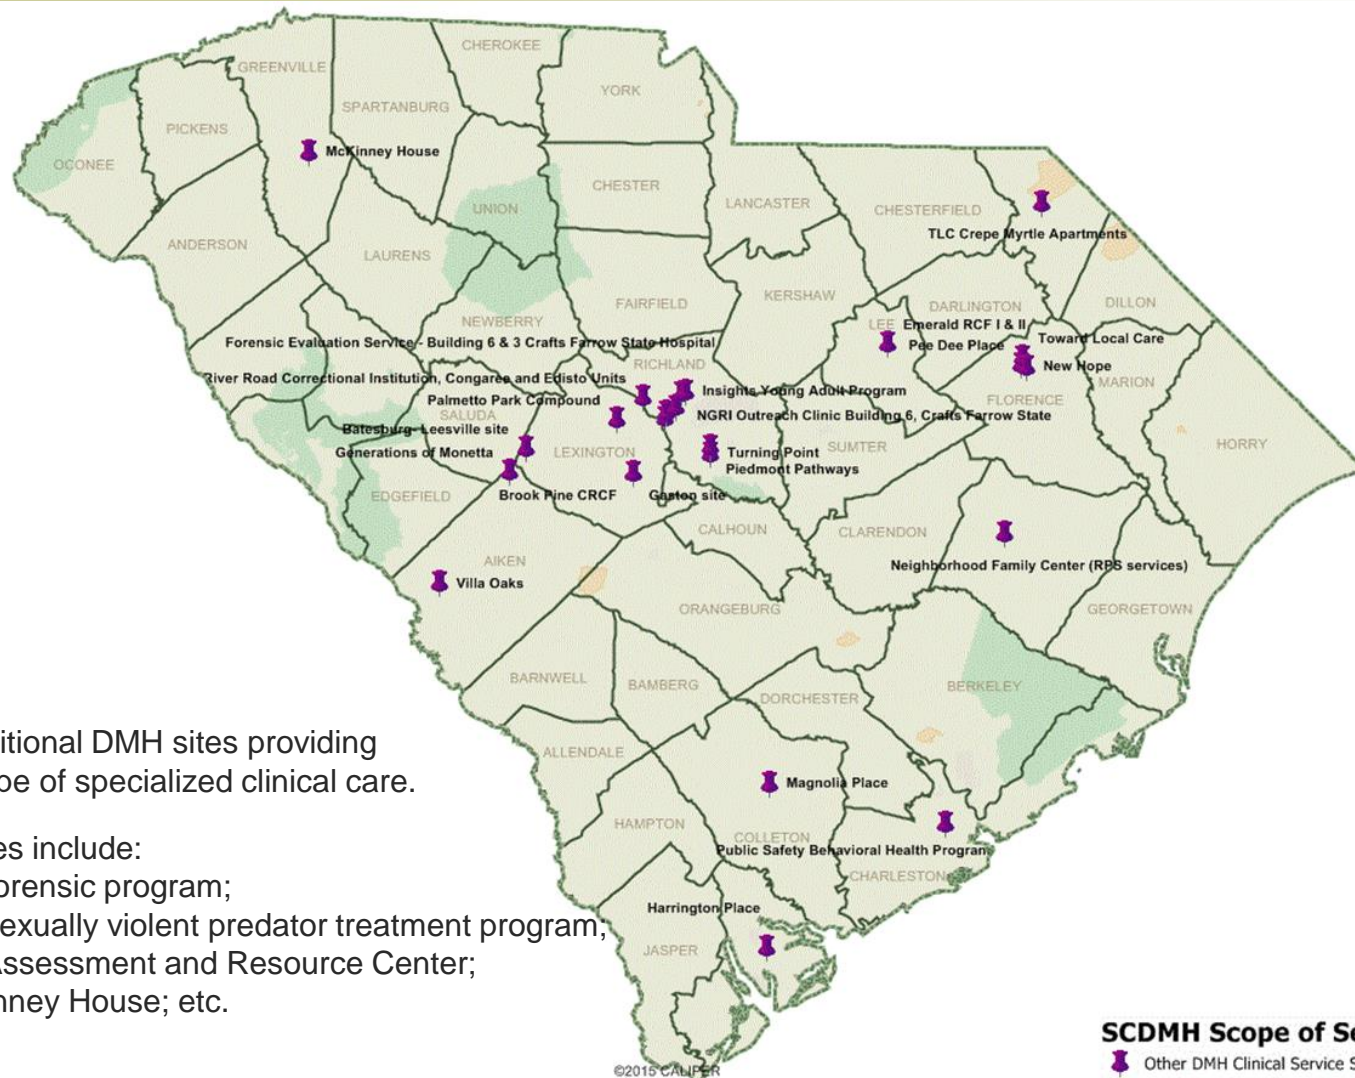 CHEROKEE
GREENVILLE
YORK
SPARTANBURG
PICKENS
McKinney House
OCONEE
CHESTER
LANCASTER
UNION
CHESTERFIELD
TLC Crepe Myrtle Apartments
ANDERSON
LAURENS
KERSHAW
FAIRFIELD
DARLINGTON
DILLON
NEWBERRY
LEE
Emerald RCF I & II
Forensic Evaluation Service - Building 6 & 3 Crafts Farrow State Hospital
Pee Dee Place
Toward Local Care
RICHLAND
New Hope
River Road Correctional Institution, Congaree and Edisto Units
MARION
Insights Young Adult Program
Palmetto Park Compound
FLORENCE
SALUDA
NGRI Outreach Clinic Building 6, Crafts Farrow State
Batesburg- Leesville site
HORRY
Generations of Monetta
LEXINGTON
Turning Point
SUMTER
Piedmont Pathways
EDGEFIELD
Brook Pine CRCF
Gaston site
CALHOUN
CLARENDON
AIKEN
Neighborhood Family Center (RPS services)
Villa Oaks
ORANGEBURG
GEORGETOWN
BARNWELL
BAMBERG
DORCHESTER
BERKELEY
itional DMH sites providing
pe of specialized clinical care.
ALLENDALE
Magnolia Place
HAMPTON
COLLETON
Public Safety Behavioral Health Program
es include:
CHARLESTON
orensic program;
Harrington Place
exually violent predator treatment program;
JASPER
Assessment and Resource Center;
nney House; etc.
SCDMH Scope of Se
Other DMH Clinical Service S
©2015 CALIPER